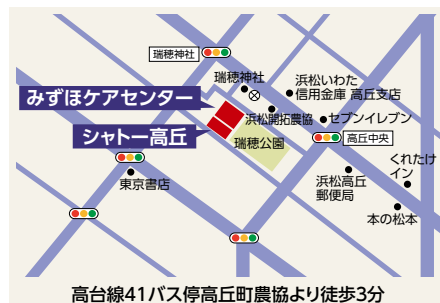 瑞穂神社
瑞穂神社
浜松いわた
信用金庫 高丘支店
みずほケアセンター
セブンイレブン
浜松開拓農協
シャトー高丘
高丘中央
瑞穂公園
くれたけ
イン
東京書店
浜松高丘
郵便局
本の松本
高台線41バス停高丘町農協より徒歩3分